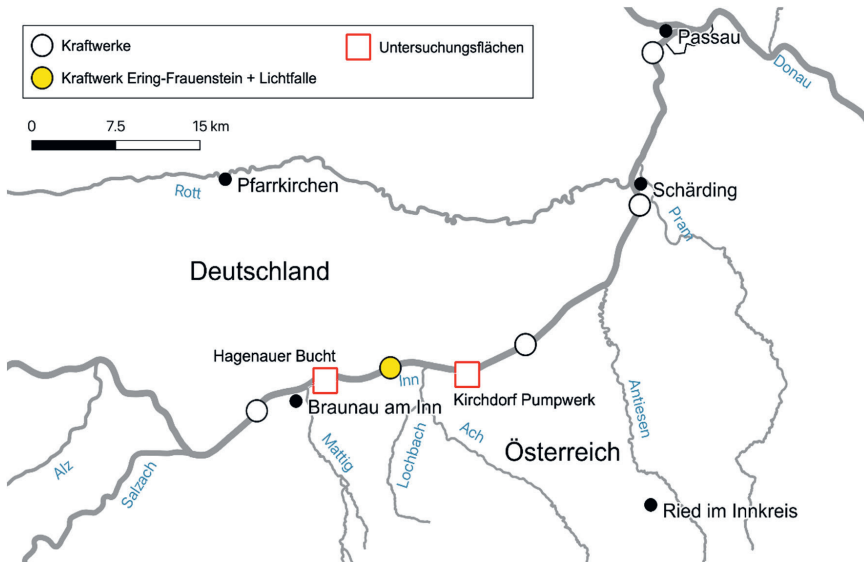 Kraftwerke
Untersuchungsflächen
Kraftwerk Ering-Frauenstein + Lichtfalle
0 7.5 15 km
Passau
Donau
Rott
Pfarrkirchen
Schärding
Pram
Deutschland
Hagenauer Bucht
Inn
Kirchdorf Pumpwerk
Braunau am Inn
Antiesen
Alz
Salzach
Mattig
Lochbach
Ach
Österreich
Ried im Innkreis